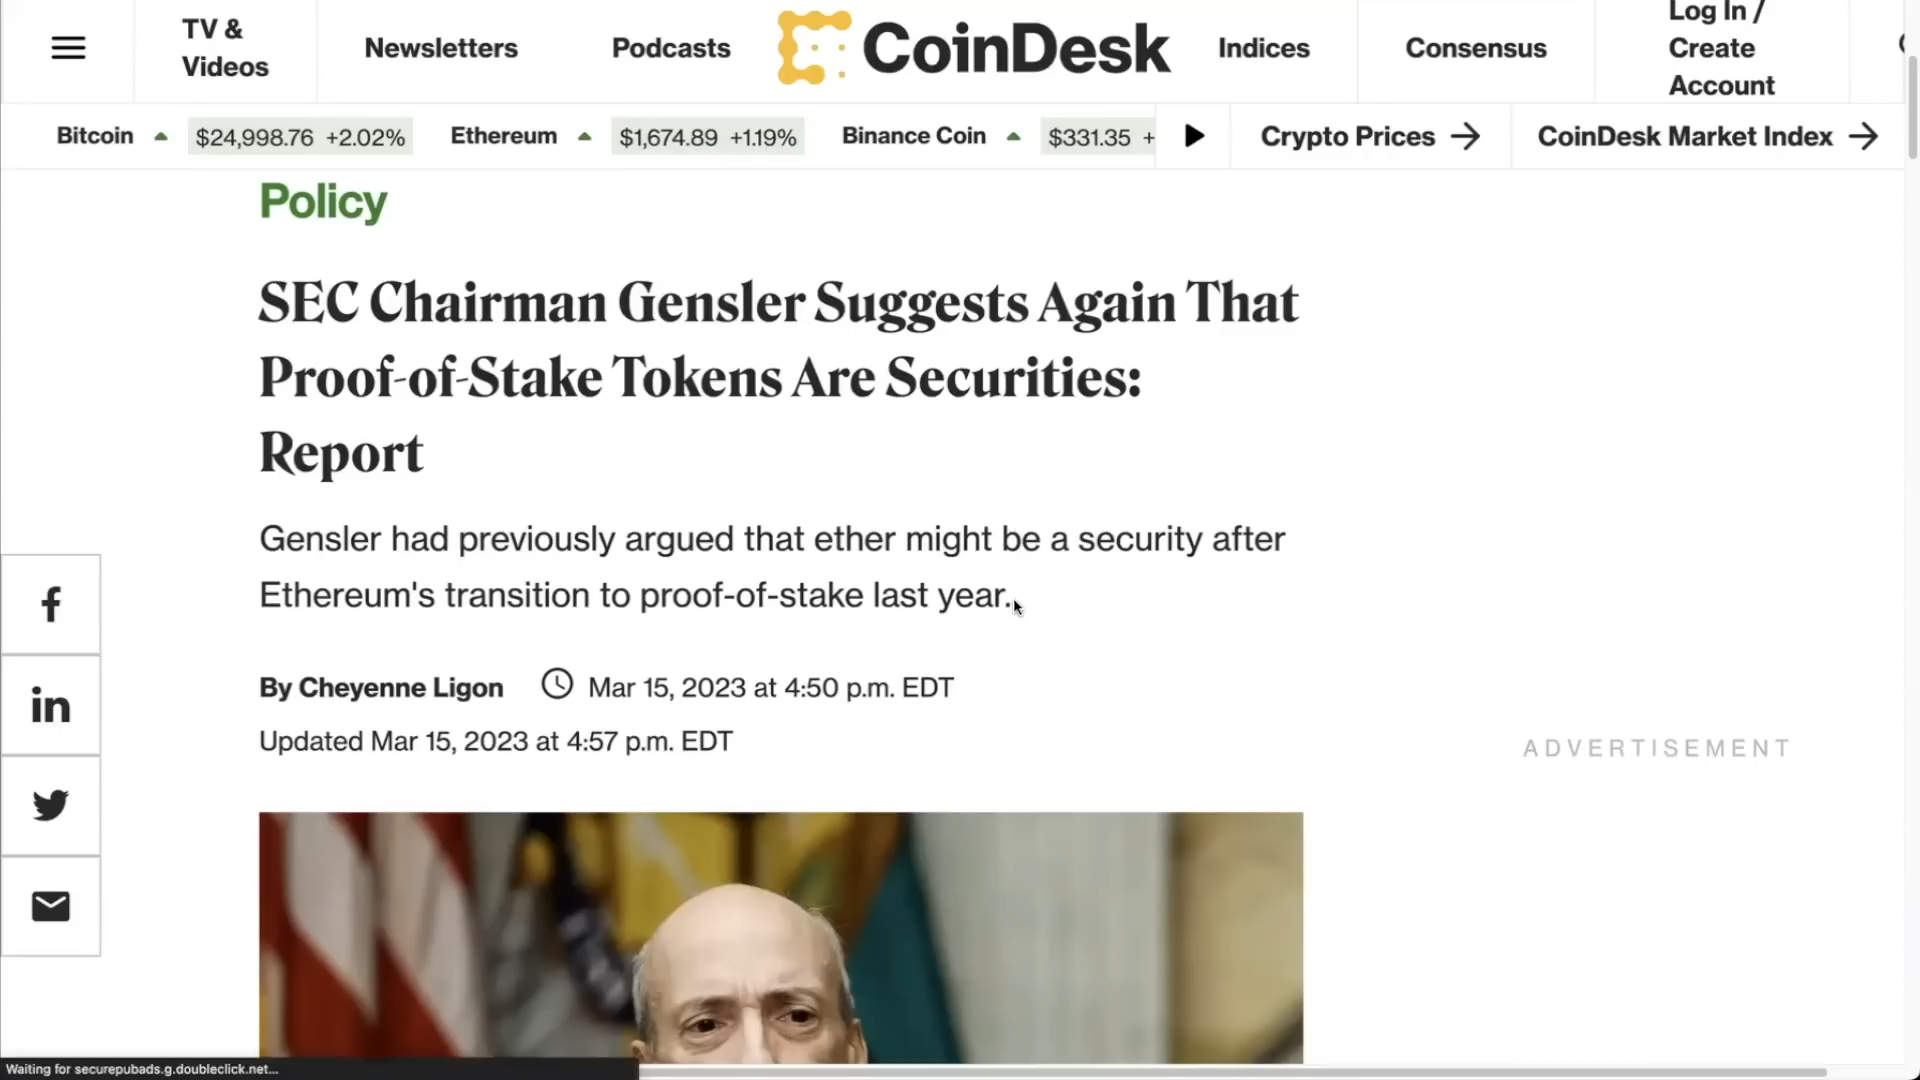 TV &
Videos
Newsletters
Podcasts
CoinDesk
Indices
Consensus
Log In /
Create
Account
Bitcoin $24,998.76 +2.02% Ethereum $1,674.89 +1.19% Binance Coin $331.35 +
Crypto Prices → CoinDesk Market Index →
Policy
SEC Chairman Gensler Suggests Again That
Proof-of-Stake Tokens Are Securities:
Report
Gensler had previously argued that ether might be a security after
Ethereum's transition to proof-of-stake last year.
By Cheyenne Ligon Mar 15, 2023 at 4:50 p.m. EDT
Updated Mar 15, 2023 at 4:57 p.m. EDT
ADVERTISEMENT
Waiting for securepubads.g.doubleclick.net...